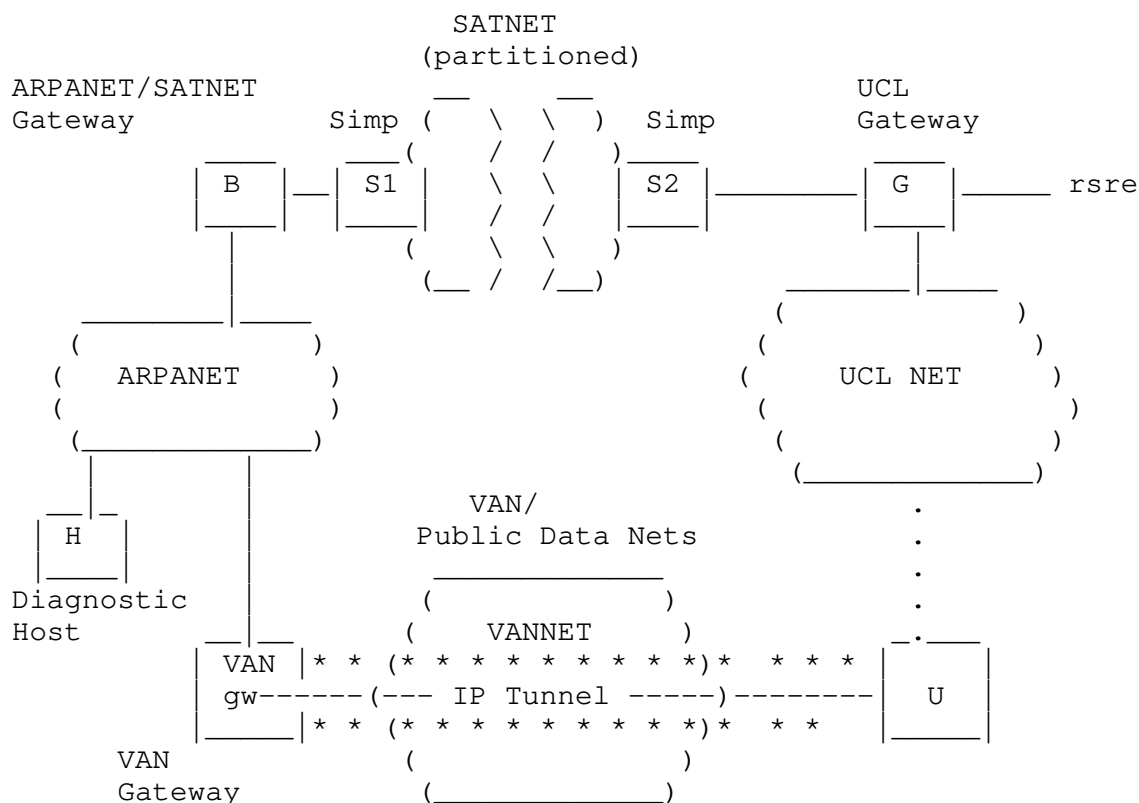 SATNET
(partitioned)
ARPANET/SATNET UCL
Gateway Simp Simp Gateway
B S1 S2 G rsre
ARPANET UCL NET
VAN/
H Public Data Nets
Diagnostic
Host VANNET
VAN * * (* * * * * * * * *)* * * *
gw------(--- IP Tunnel -----)-------- U
* * (* * * * * * * * *)* * *
VAN
Gateway